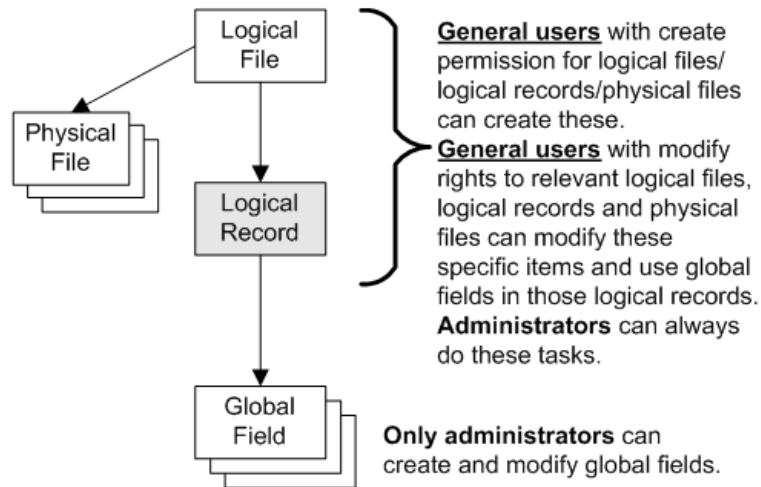 Logical
File
Physical
File
Logical
Record
Global
Field
General users with create
permission for logical files/
logical records/physical files
can create these.
General users with modify
rights to relevant logical files,
logical records and physical
files can modify these
specific items and use global
fields in those logical records.
Administrators can always
do these tasks.
Only administrators can
create and modify global fields.